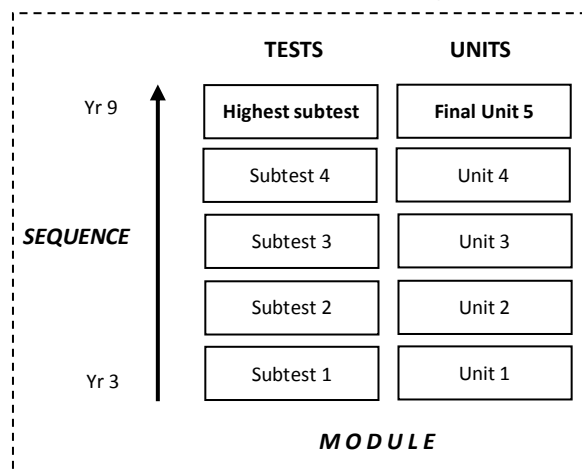 TESTS UNITS
Yr 9 Highest subtest Final Unit 5
Subtest 4 Unit 4
SEQUENCE Subtest 3 Unit 3
Subtest 2 Unit 2
Yr 3 Subtest 1 Unit 1
MODULE